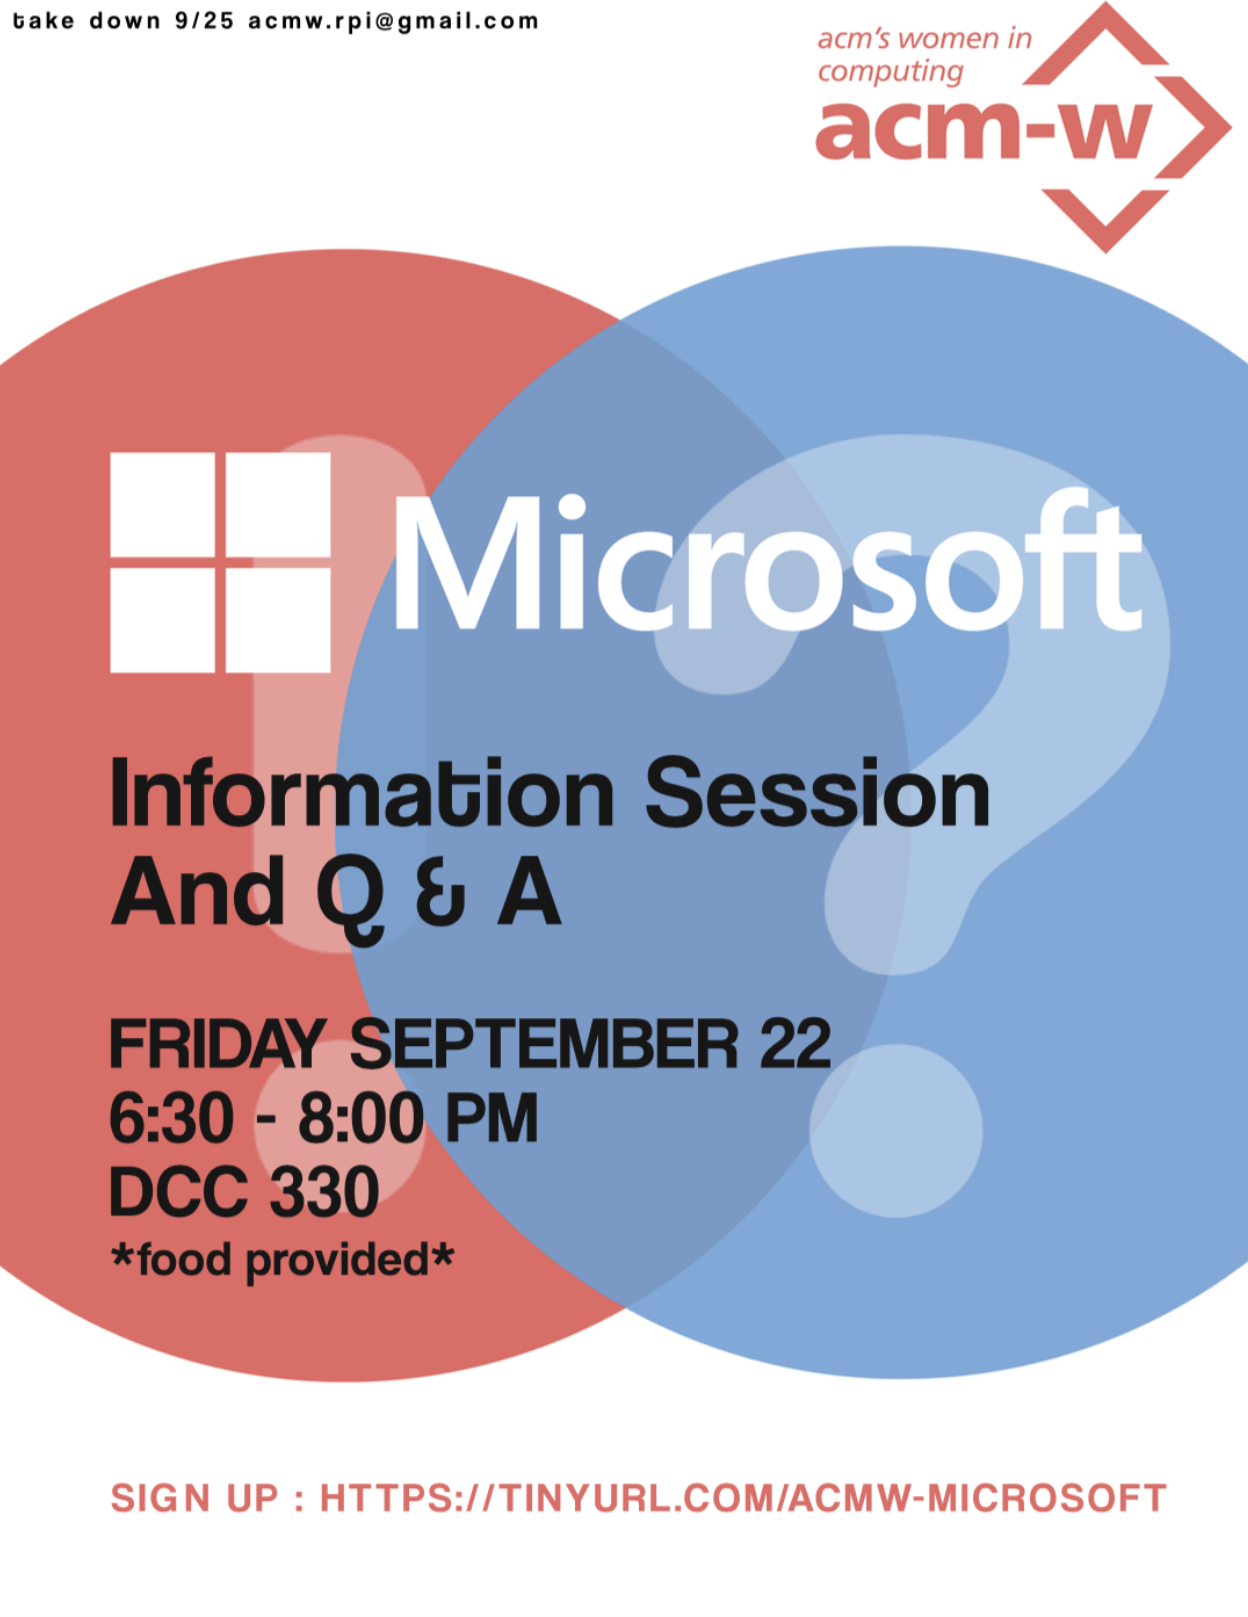 take down 9/25 acmw.rpi@gmail.com
acm's women in
computing
acm-w
Microsoft
Information Session
And Q & A
FRIDAY SEPTEMBER 22
6:30 - 8:00 PM
DCC 330
*food provided*
SIGN UP : HTTPS://TINYURL.COM/ACMW-MICROSOFT